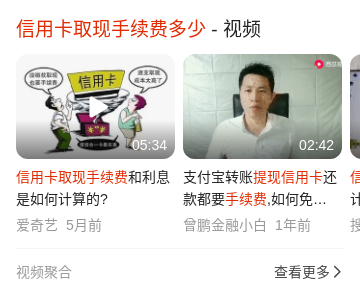 信用卡取现手续费多少 - 视频
信用卡
05:34
02:42
信用卡取现手续费和利息
是如何计算的?
爱奇艺 5月前
支付宝转账提现信用卡还
款都要手续费,如何免…
曾鹏金融小白 1年前
视频聚合
查看更多